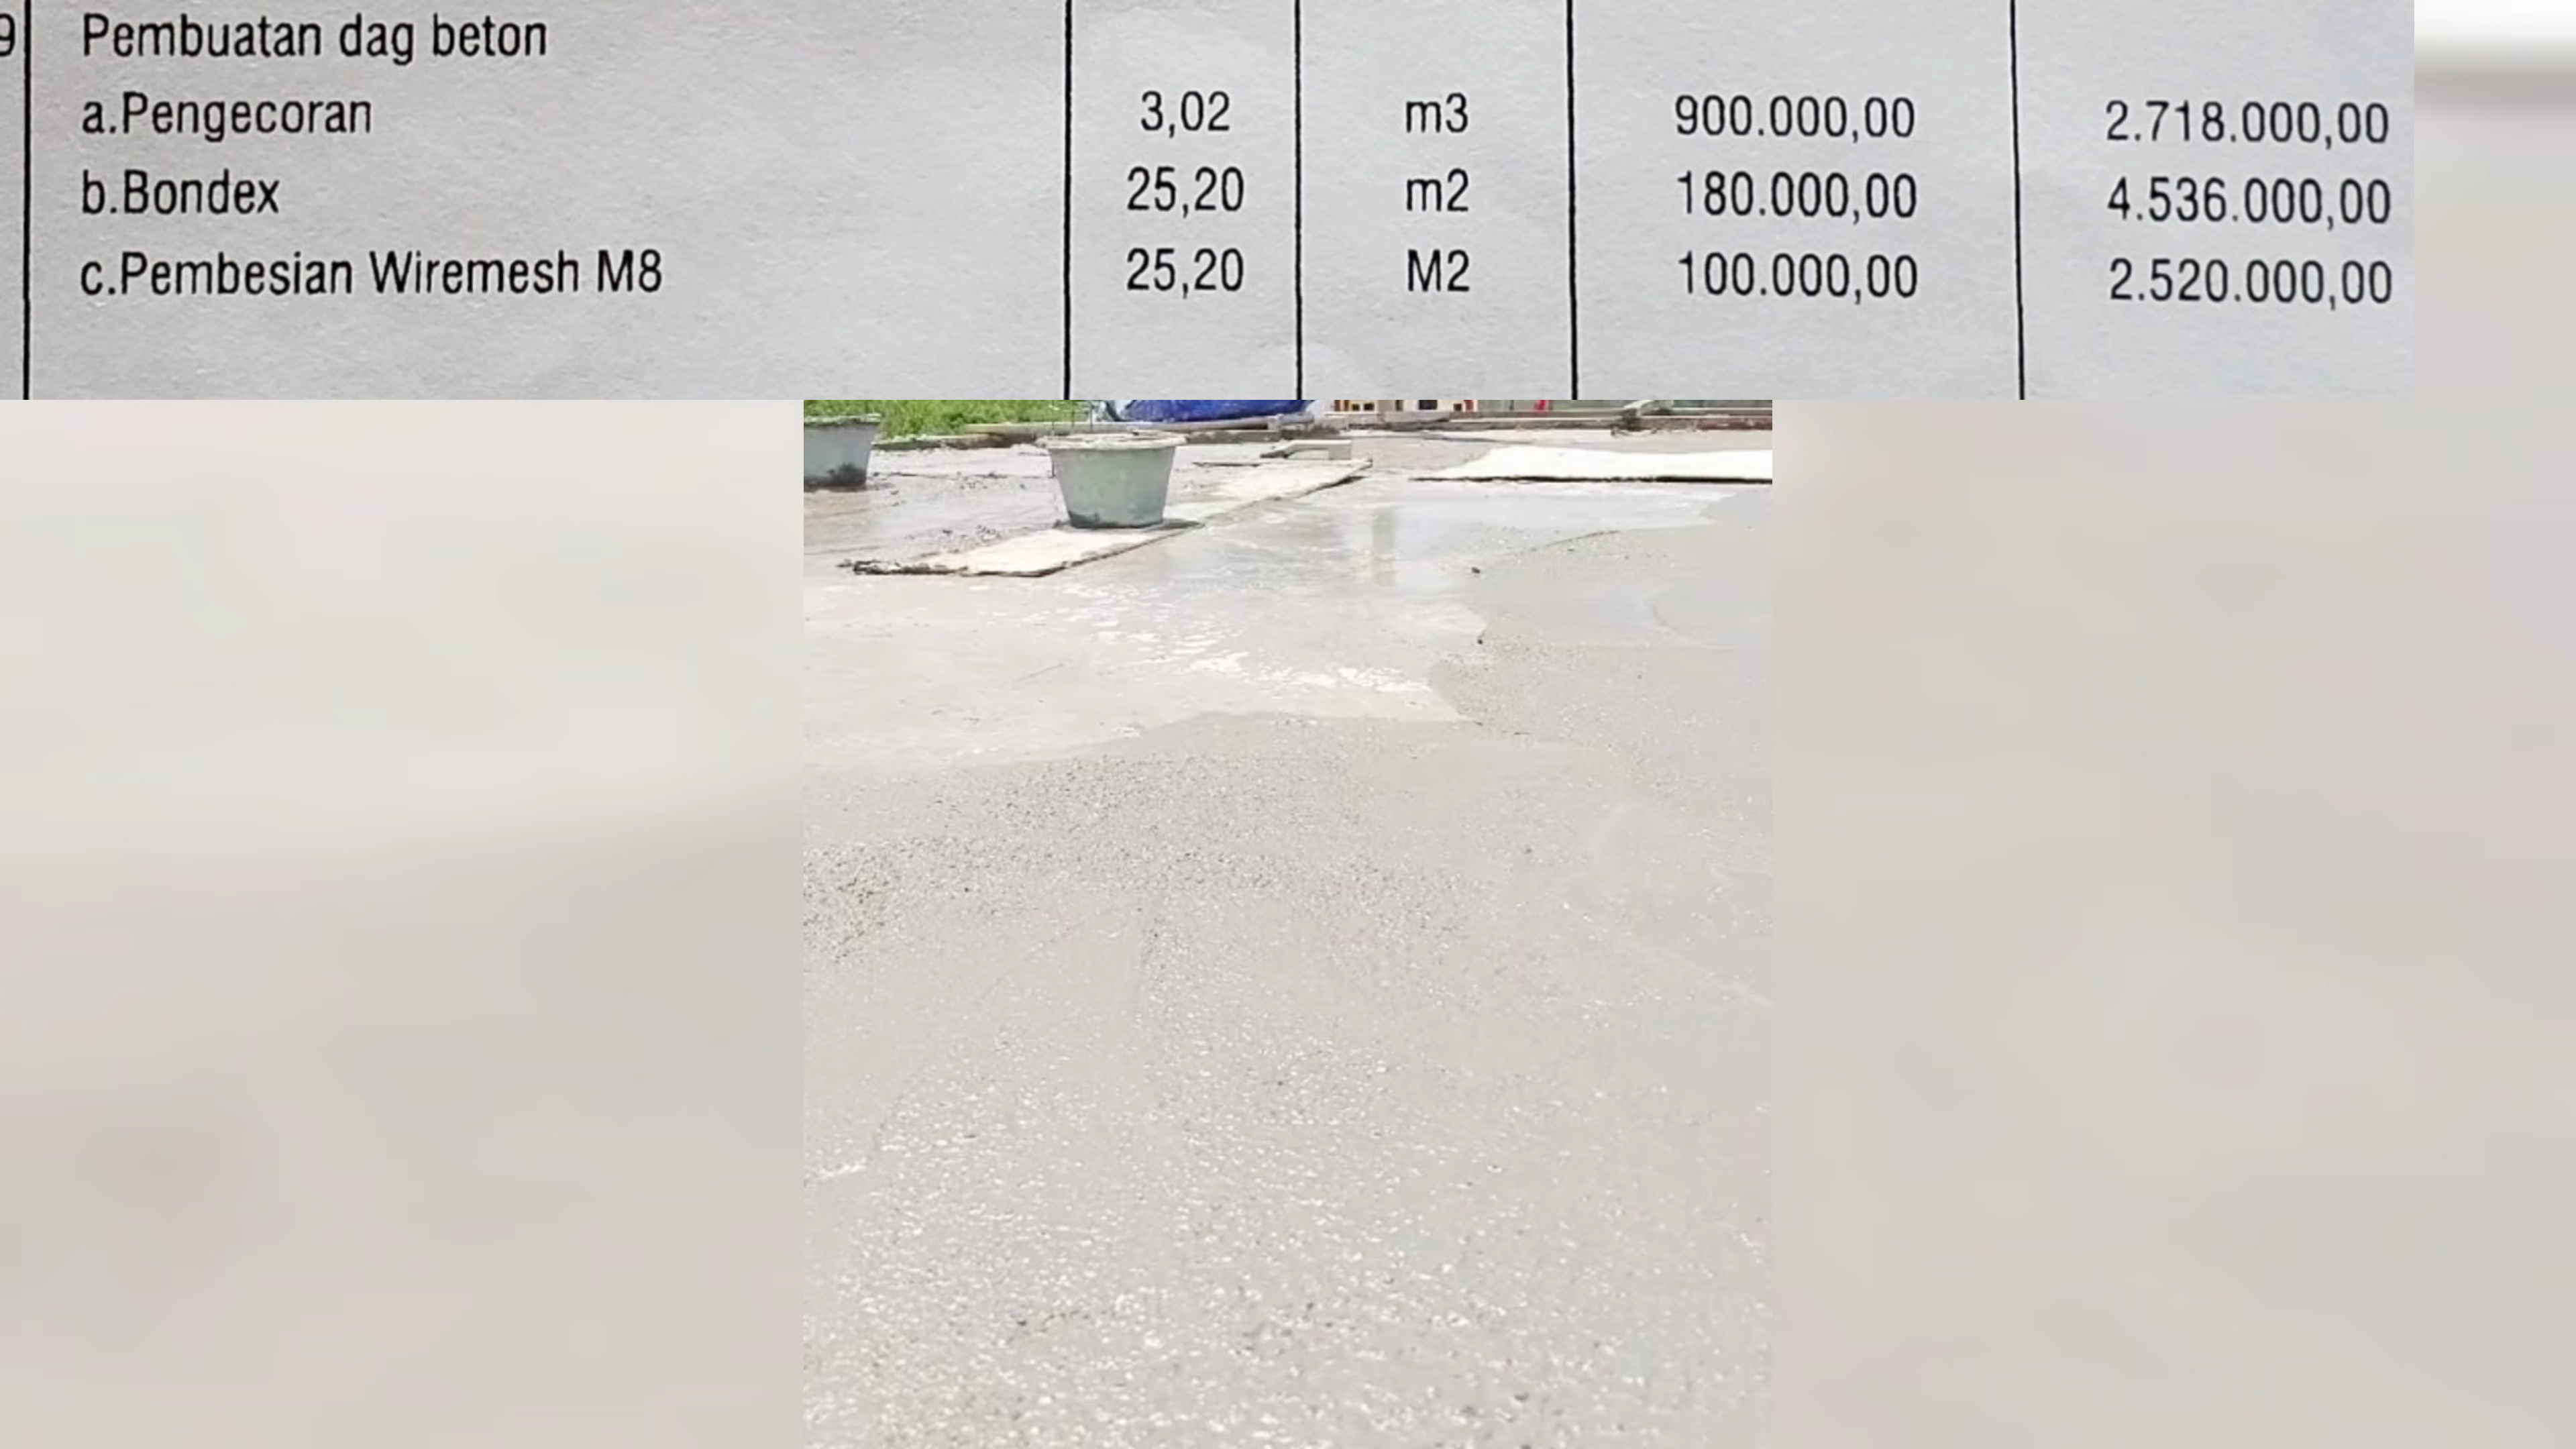 9 Pembuatan dag beton
a.Pengecoran 3,02 m3 900.000,00 2.718.000,00
b.Bondex 25,20 m2 180.000,00 4.536.000,00
c.Pembesian Wiremesh M8 25,20 M2 100.000,00 2.520.000,00